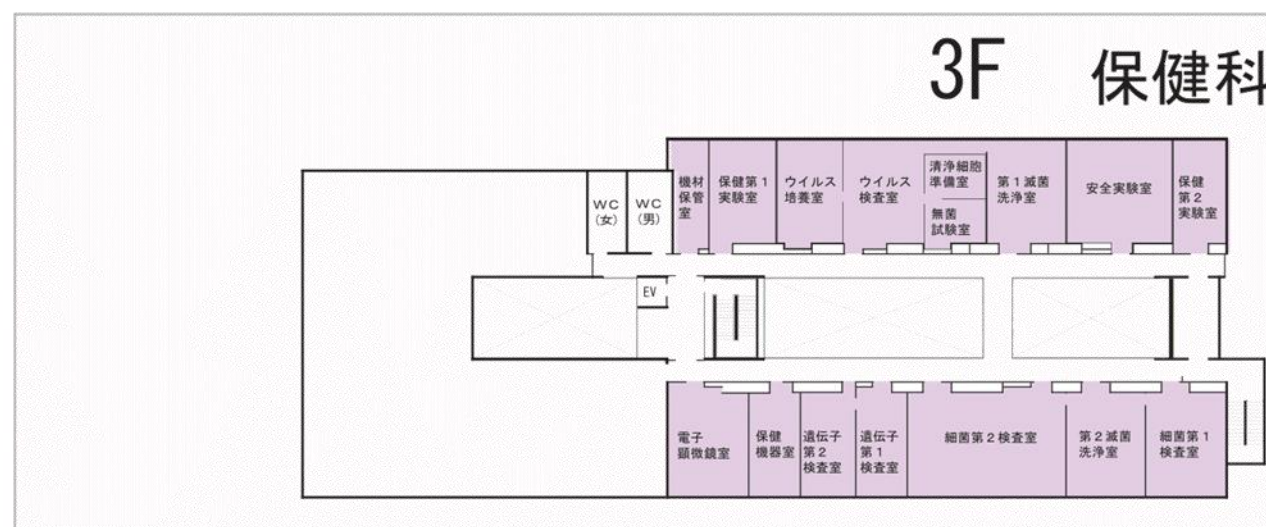 3F 保健科
機材
保管
室
保健第1
実験室
ウイルス
培養室
ウイルス
検査室
清浄細胞
準備室
無菌
試験室
第1滅菌
洗浄室
安全実験室
保健
第2
実験室
WC
(女)
WC
(男)
EV
電子
顕微鏡室
保健
機器室
遺伝子
第2
検査室
遺伝子
第1
検査室
細菌第2検査室
第2滅菌
洗浄室
細菌第1
検査室